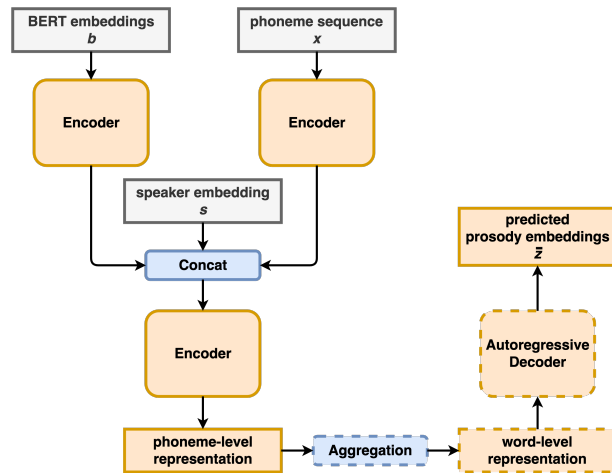 BERT embeddings
b
phoneme sequence
x
Encoder
Encoder
speaker embedding
s
Concat
Encoder
phoneme-level
representation
Aggregation
word-level
representation
Autoregressive
Decoder
predicted
prosody embeddings
z̄